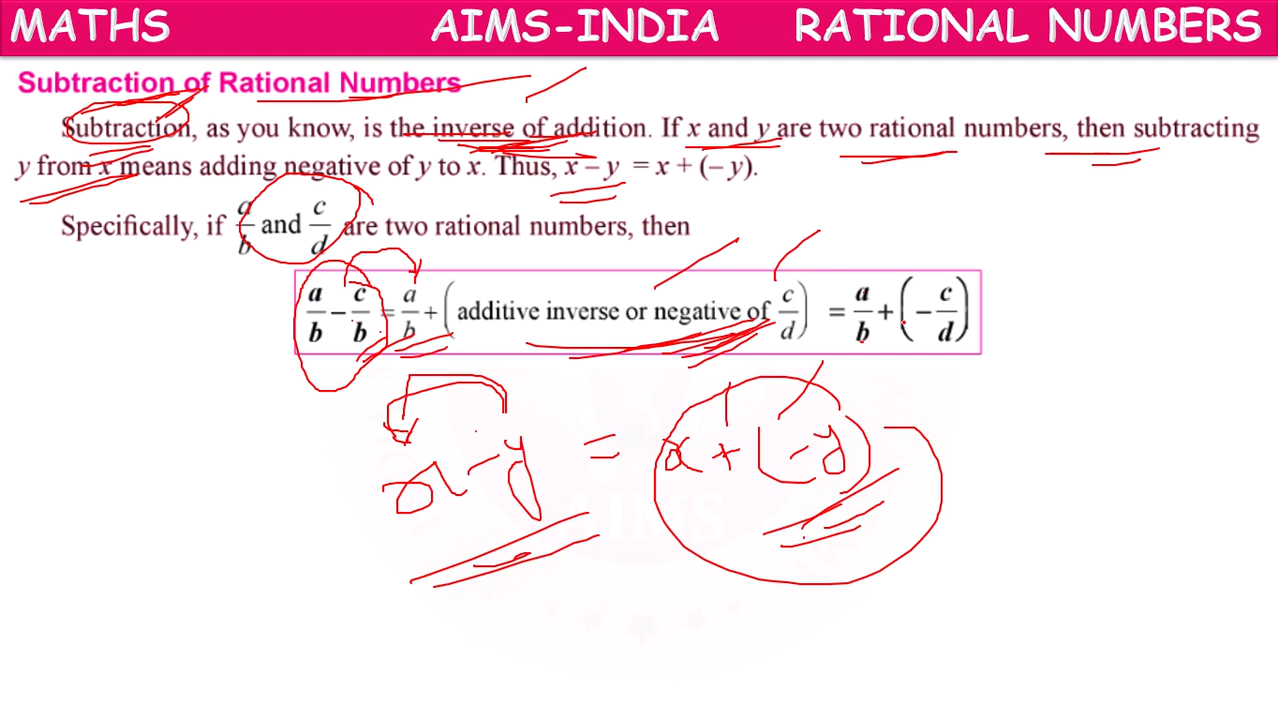 MATHS AIMS-INDIA RATIONAL NUMBERS
Subtraction of Rational Numbers
Subtraction, as you know, is the inverse of addition. If x and y are two rational numbers, then subtracting
y from x means adding negative of y to x. Thus, x – y = x + (– y).
Specifically, if a/b and c/d are two rational numbers, then
a/b – c/b = a/b + (additive inverse or negative of c/d) = a/b + (– c/d)
x – y = x + (– y)
AIMS